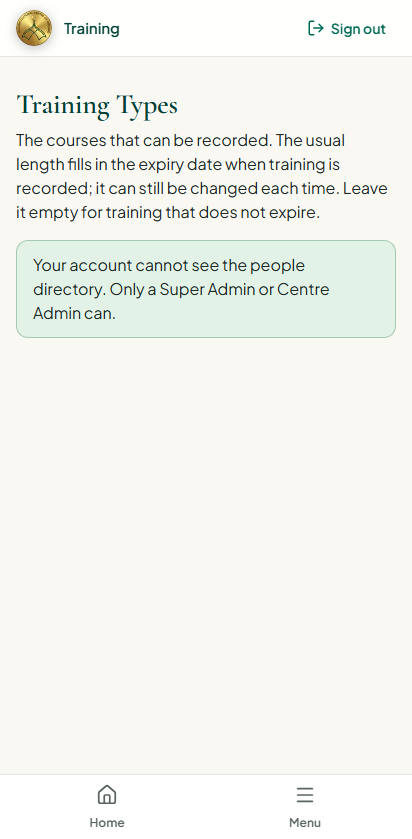 Training
Sign out
Training Types
The courses that can be recorded. The usual
length fills in the expiry date when training is
recorded; it can still be changed each time. Leave
it empty for training that does not expire.
Your account cannot see the people
directory. Only a Super Admin or Centre
Admin can.
Home
Menu